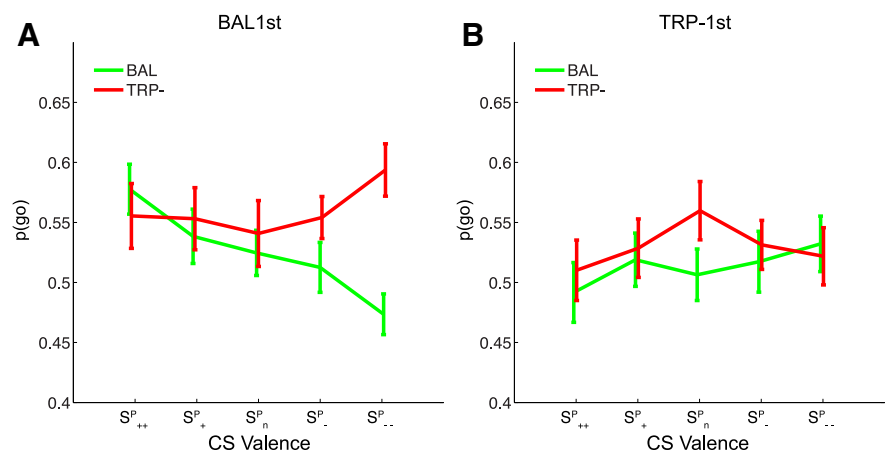 A
BAL1st
BAL
TRP-
0.65
0.6
0.55
0.5
0.45
0.4
p(go)
S^P_++ S^P_+ S^P_n S^P_- S^P_--
CS Valence
B
TRP-1st
BAL
TRP-
0.65
0.6
0.55
0.5
0.45
0.4
p(go)
S^P_++ S^P_+ S^P_n S^P_- S^P_--
CS Valence